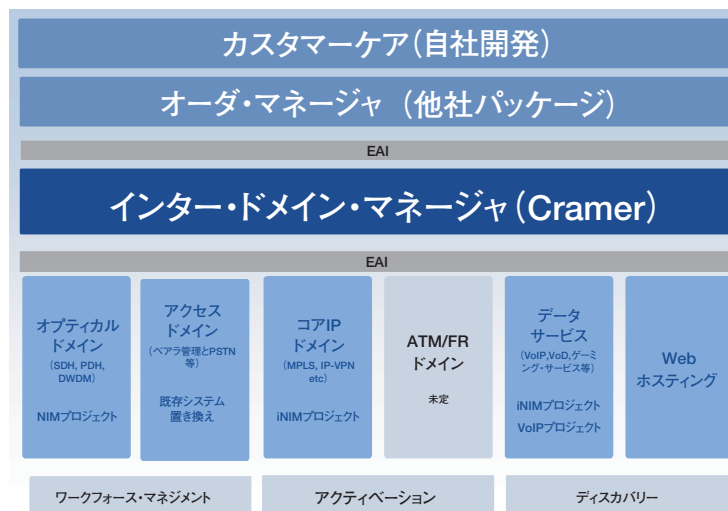 カスタマーケア(自社開発)
オーダ・マネージャ (他社パッケージ)
EAI
インター・ドメイン・マネージャ(Cramer)
EAI
オプティカル
ドメイン
(SDH, PDH,
DWDM)
NIMプロジェクト
アクセス
ドメイン
(ベアラ管理とPSTN
等)
既存システム
置き換え
コアIP
ドメイン
(MPLS, IP-VPN
etc)
iNIMプロジェクト
ATM/FR
ドメイン
未定
データ
サービス
(VoIP,VoD,ゲーミ
ング・サービス等)
iNIMプロジェクト
VoIPプロジェクト
Web
ホスティング
ワークフォース・マネジメント
アクティベーション
ディスカバリー